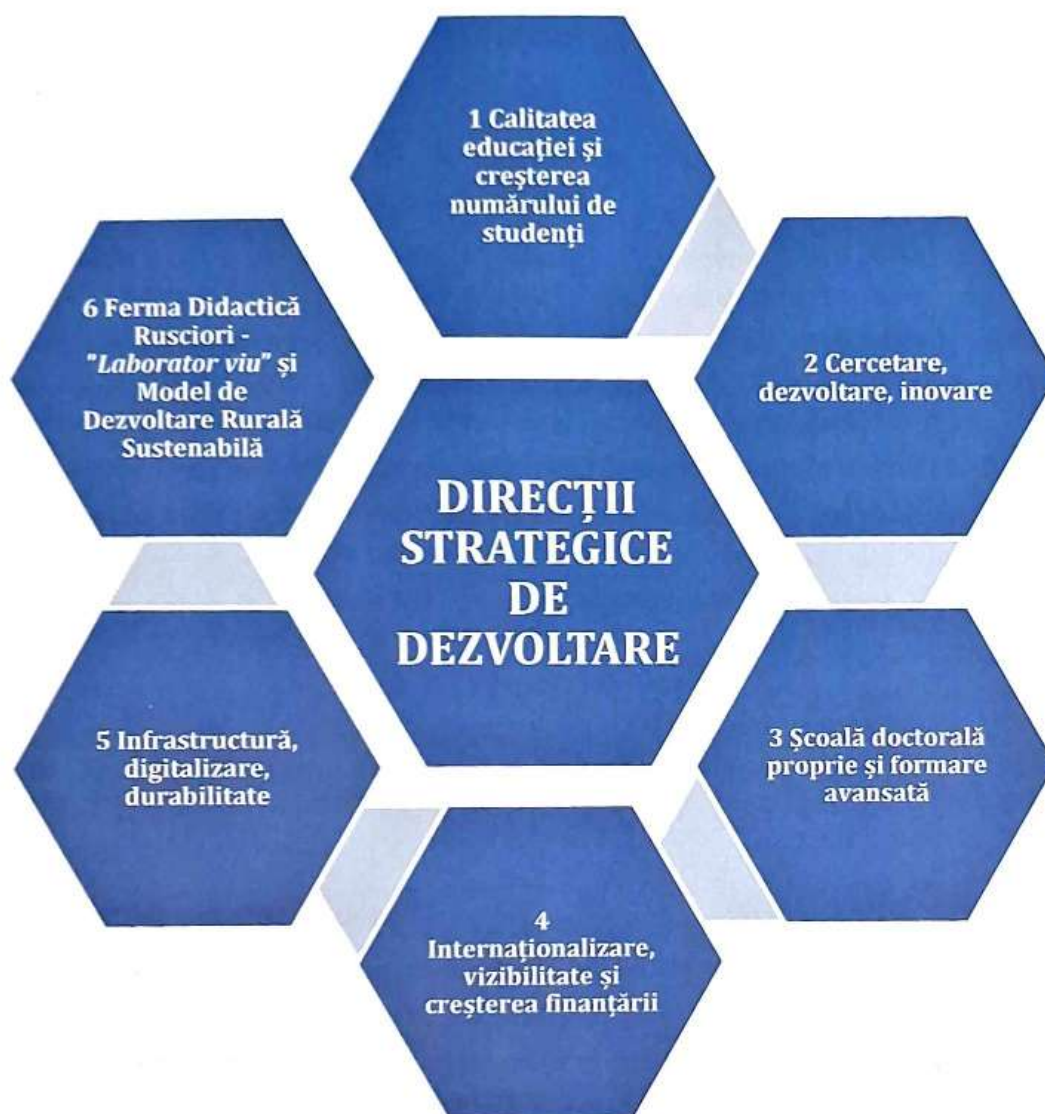 1 Calitatea
educației și
creșterea
numărului de
studenți
2 Cercetare,
dezvoltare, inovare
3 Școală doctorală
proprie și formare
avansată
4
Internaționalizare,
vizibilitate și
creșterea finanțării
5 Infrastructură,
digitalizare,
durabilitate
6 Ferma Didactică
Rusciori -
"Laborator viu" și
Model de
Dezvoltare Rurală
Sustenabilă
DIRECȚII
STRATEGICE
DE
DEZVOLTARE